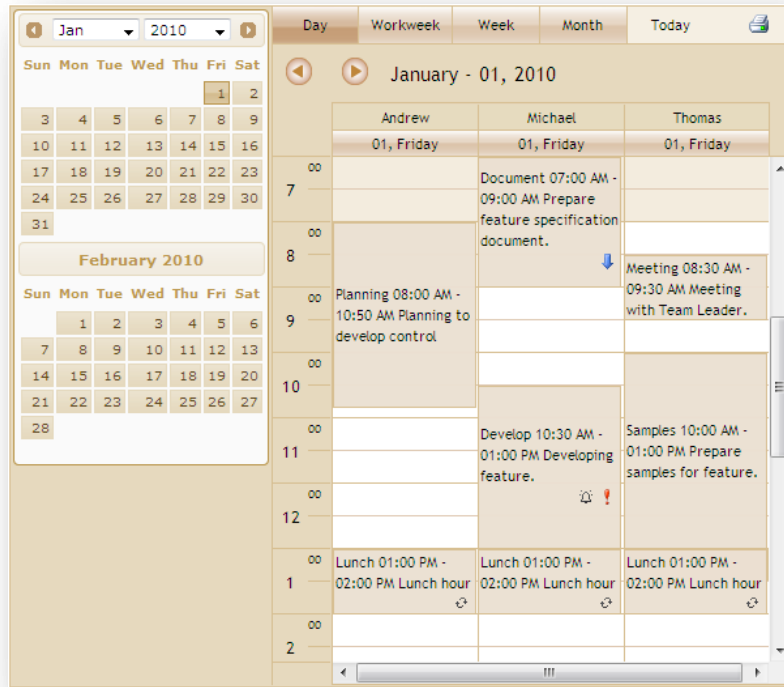 Jan 2010
Sun Mon Tue Wed Thu Fri Sat
1 2
3 4 5 6 7 8 9
10 11 12 13 14 15 16
17 18 19 20 21 22 23
24 25 26 27 28 29 30
31
February 2010
Sun Mon Tue Wed Thu Fri Sat
1 2 3 4 5 6
7 8 9 10 11 12 13
14 15 16 17 18 19 20
21 22 23 24 25 26 27
28
Day Workweek Week Month Today
January - 01, 2010
Andrew Michael Thomas
01, Friday 01, Friday 01, Friday
7 00
8 00
9 00
10 00
11 00
12 00
1 00
2 00
Planning 08:00 AM -
10:50 AM Planning to
develop control
Lunch 01:00 PM -
02:00 PM Lunch hour
Document 07:00 AM -
09:00 AM Prepare
feature specification
document.
Develop 10:30 AM -
01:00 PM Developing
feature.
Lunch 01:00 PM -
02:00 PM Lunch hour
Meeting 08:30 AM -
09:30 AM Meeting
with Team Leader.
Samples 10:00 AM -
01:00 PM Prepare
samples for feature.
Lunch 01:00 PM -
02:00 PM Lunch hour